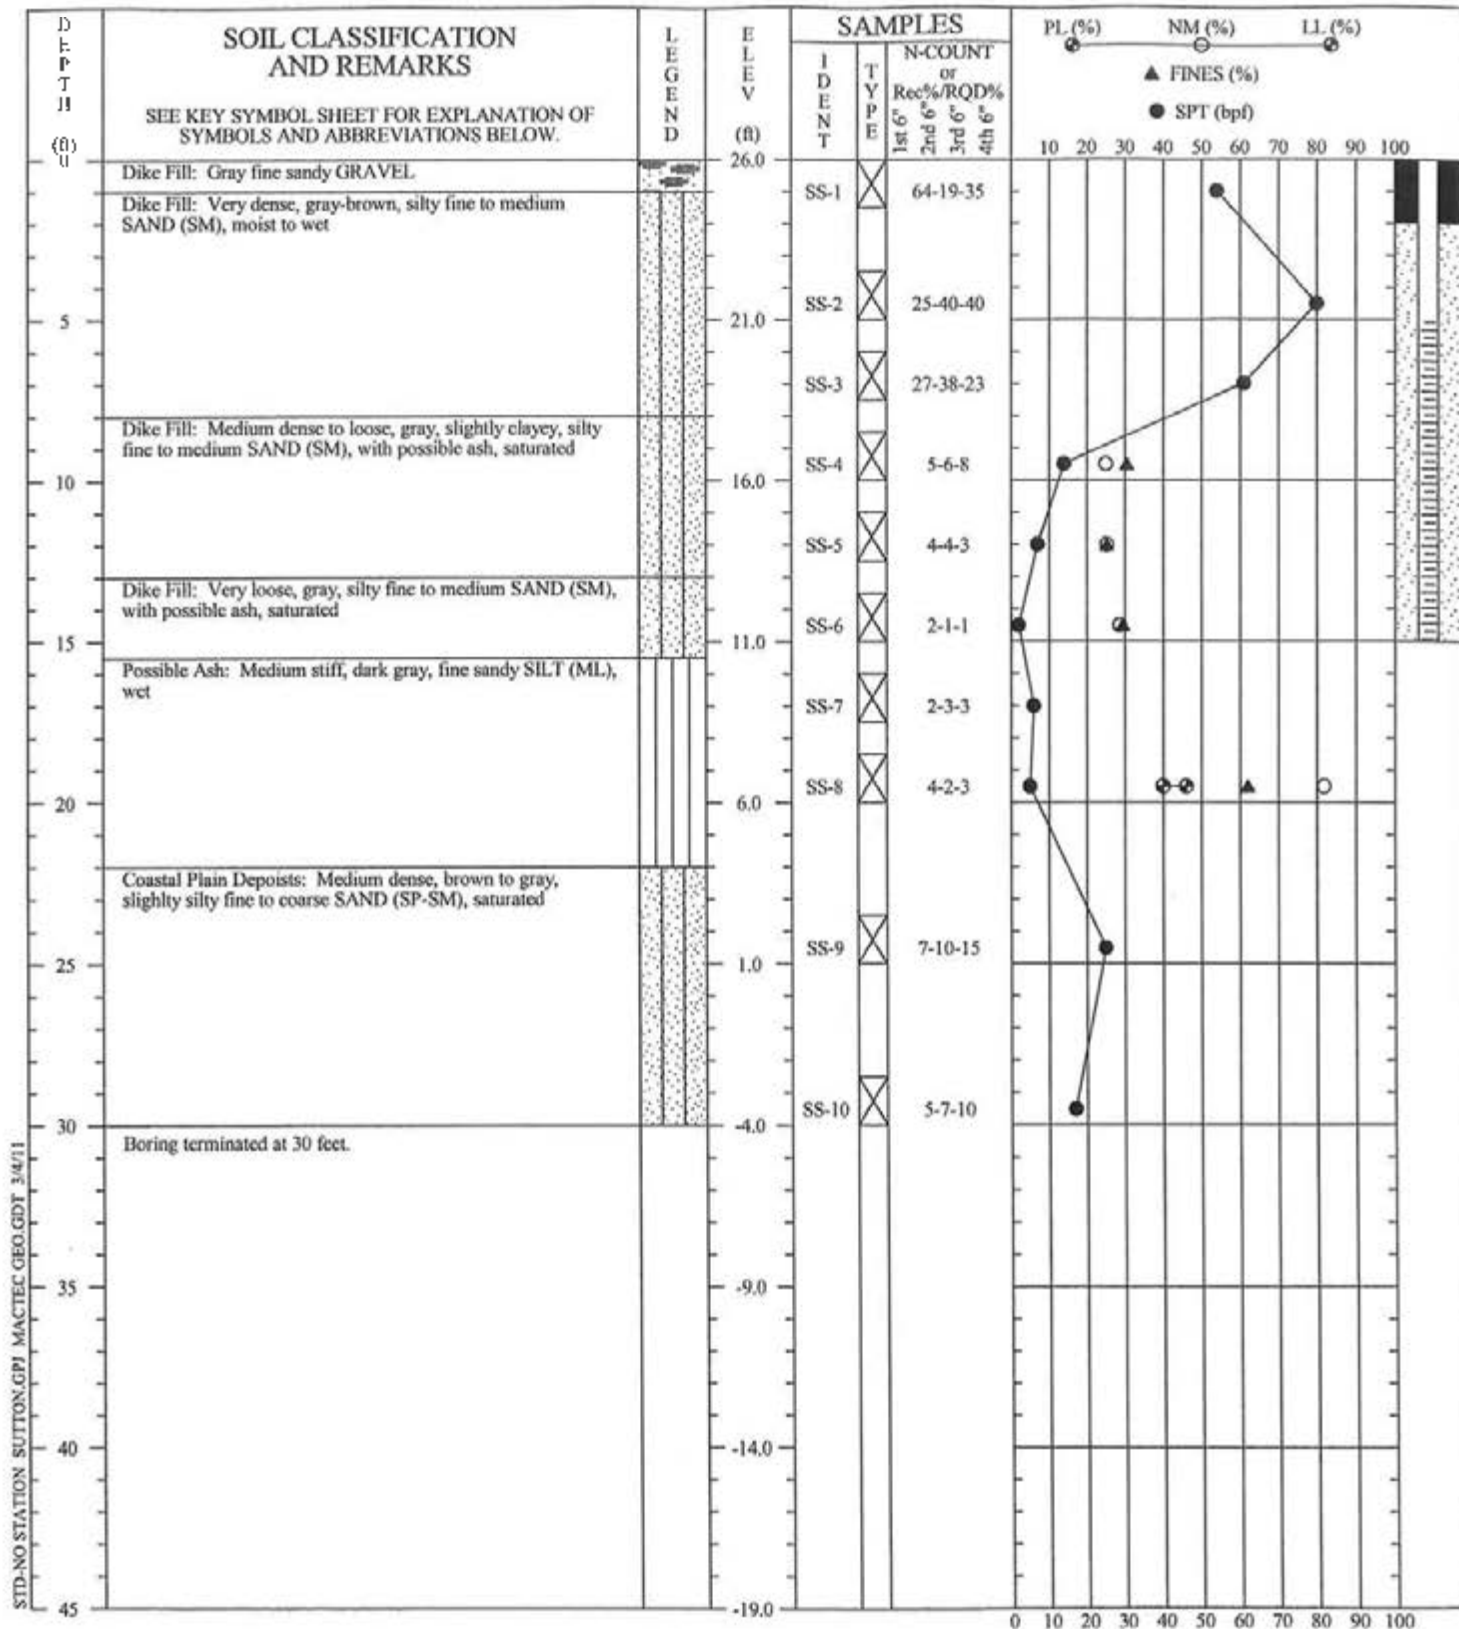 DEPTH
(ft)
SOIL CLASSIFICATION
AND REMARKS
SEE KEY SYMBOL SHEET FOR EXPLANATION OF
SYMBOLS AND ABBREVIATIONS BELOW.
LEGEND
ELEV
(ft)
SAMPLES
IDENT
TYPE
N-COUNT
or
Rec%/RQD%
1st 6"
2nd 6"
3rd 6"
4th 6"
PL (%) NM (%) LL (%)
▲ FINES (%)
● SPT (bpf)
10 20 30 40 50 60 70 80 90 100
0 26.0
Dike Fill: Gray fine sandy GRAVEL
SS-1 64-19-35
Dike Fill: Very dense, gray-brown, silty fine to medium
SAND (SM), moist to wet
SS-2 25-40-40
5 21.0
SS-3 27-38-23
Dike Fill: Medium dense to loose, gray, slightly clayey, silty
fine to medium SAND (SM), with possible ash, saturated
SS-4 5-6-8
10 16.0
SS-5 4-4-3
Dike Fill: Very loose, gray, silty fine to medium SAND (SM),
with possible ash, saturated
SS-6 2-1-1
15 11.0
Possible Ash: Medium stiff, dark gray, fine sandy SILT (ML),
wet
SS-7 2-3-3
SS-8 4-2-3
20 6.0
Coastal Plain Depoists: Medium dense, brown to gray,
slighlty silty fine to coarse SAND (SP-SM), saturated
SS-9 7-10-15
25 1.0
SS-10 5-7-10
30 -4.0
Boring terminated at 30 feet.
35 -9.0
40 -14.0
45 -19.0
0 10 20 30 40 50 60 70 80 90 100
STD-NO STATION SUTTON.GPJ MACTEC GEO.GDT 3/4/11